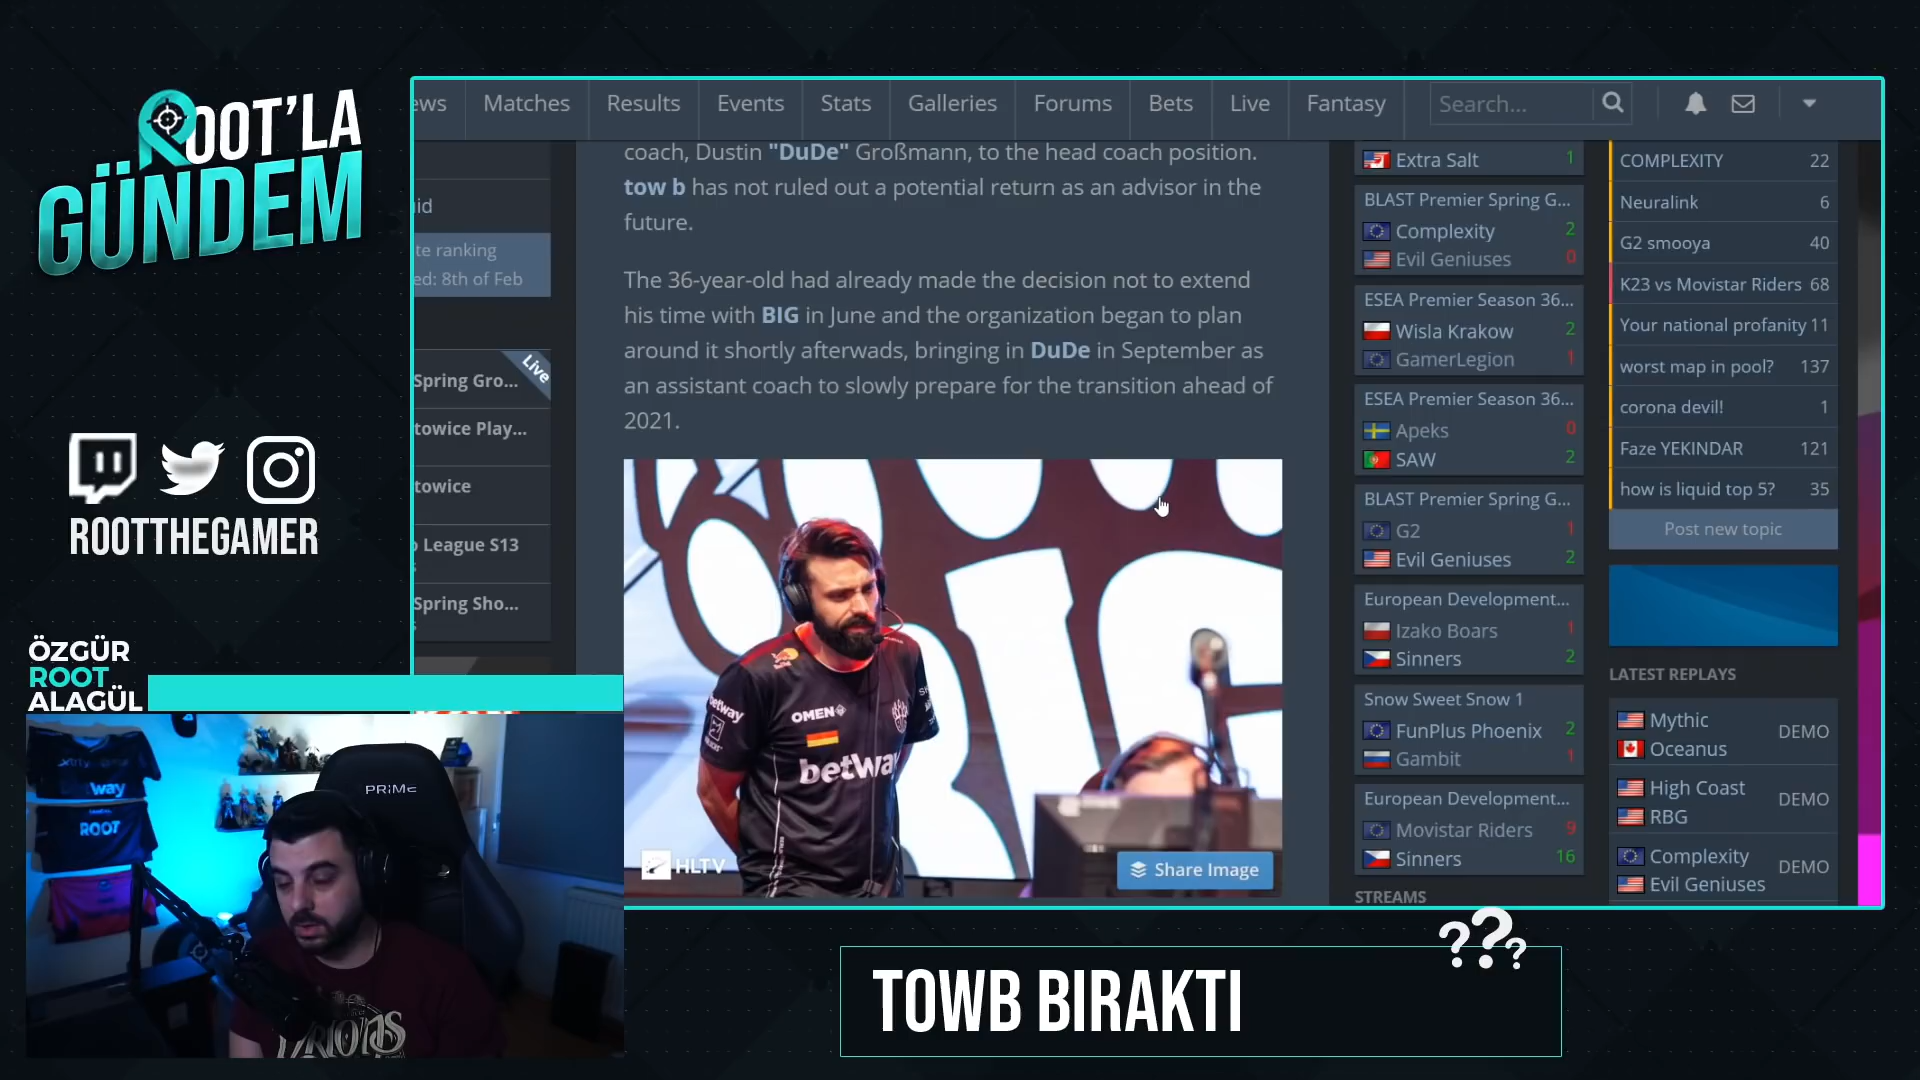 ROOT'LA
GÜNDEM
ROOTTHEGAMER
ÖZGÜR
ROOT
ALAGÜL
Matches
Results
Events
Stats
Galleries
Forums
Bets
Live
Fantasy
Search...
coach, Dustin "DuDe" Großmann, to the head coach position.
tow b has not ruled out a potential return as an advisor in the
future.
The 36-year-old had already made the decision not to extend
his time with BIG in June and the organization began to plan
around it shortly afterwads, bringing in DuDe in September as
an assistant coach to slowly prepare for the transition ahead of
2021.
te ranking
ed: 8th of Feb
Live
Spring Gro...
towice Play...
towice
League S13
Spring Sho...
OMEN
betway
HLTV
Share Image
Extra Salt 1
BLAST Premier Spring G...
Complexity 2
Evil Geniuses 0
ESEA Premier Season 36...
Wisla Krakow 2
GamerLegion 1
ESEA Premier Season 36...
Apeks 0
SAW 2
BLAST Premier Spring G...
G2 1
Evil Geniuses 2
European Development...
Izako Boars 1
Sinners 2
Snow Sweet Snow 1
FunPlus Phoenix 2
Gambit 1
European Development...
Movistar Riders 9
Sinners 16
STREAMS
COMPLEXITY 22
Neuralink 6
G2 smooya 40
K23 vs Movistar Riders 68
Your national profanity 11
worst map in pool? 137
corona devil! 1
Faze YEKINDAR 121
how is liquid top 5? 35
Post new topic
LATEST REPLAYS
Mythic
Oceanus
DEMO
High Coast
RBG
DEMO
Complexity
Evil Geniuses
DEMO
PRIME
way
ROOT
???
TOWB BIRAKTI